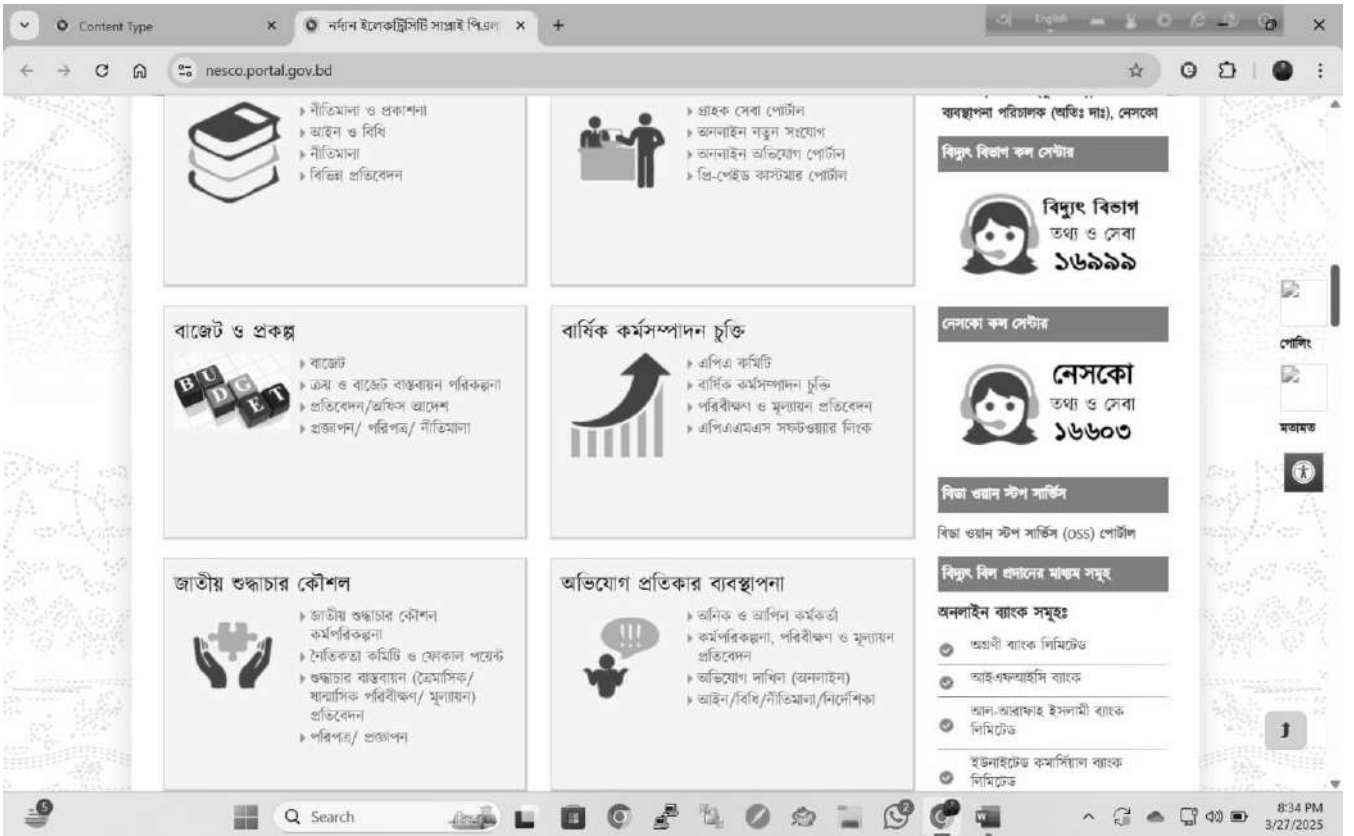 Content Type
নর্দান ইলেকট্রিসিটি সাপ্লাই পি.এল
English
nesco.portal.gov.bd
নীতিমালা ও প্রকাশনা
আইন ও বিধি
নীতিমালা
বিভিন্ন প্রতিবেদন
গ্রাহক সেবা পোর্টাল
অনলাইন নতুন সংযোগ
অনলাইন অভিযোগ পোর্টাল
প্রি-পেইড কাস্টমার পোর্টাল
বাজেট ও প্রকল্প
BUDGET
বাজেট
ক্রয় ও বাজেট বাস্তবায়ন পরিকল্পনা
প্রতিবেদন/অফিস আদেশ
প্রজ্ঞাপন/ পরিপত্র/ নীতিমালা
বার্ষিক কর্মসম্পাদন চুক্তি
এপিএ কমিটি
বার্ষিক কর্মসম্পাদন চুক্তি
পরিবীক্ষণ ও মূল্যায়ন প্রতিবেদন
এপিএএমএস সফটওয়্যার লিংক
জাতীয় শুদ্ধাচার কৌশল
জাতীয় শুদ্ধাচার কৌশল
কর্মপরিকল্পনা
নৈতিকতা কমিটি ও ফোকাল পয়েন্ট
শুদ্ধাচার বাস্তবায়ন (ত্রৈমাসিক/
ষান্মাসিক পরিবীক্ষণ/ মূল্যায়ন)
প্রতিবেদন
পরিপত্র/ প্রজ্ঞাপন
অভিযোগ প্রতিকার ব্যবস্থাপনা
অনিক ও আপিল কর্মকর্তা
কর্মপরিকল্পনা, পরিবীক্ষণ ও মূল্যায়ন
প্রতিবেদন
অভিযোগ দাখিল (অনলাইন)
আইন/বিধি/নীতিমালা/নির্দেশিকা
ব্যবস্থাপনা পরিচালক (অতিঃ দাঃ), নেসকো
বিদ্যুৎ বিভাগ কল সেন্টার
বিদ্যুৎ বিভাগ
তথ্য ও সেবা
১৬৯৯৯
নেসকো কল সেন্টার
নেসকো
তথ্য ও সেবা
১৬৬০৩
বিডা ওয়ান স্টপ সার্ভিস
বিডা ওয়ান স্টপ সার্ভিস (OSS) পোর্টাল
বিদ্যুৎ বিল প্রদানের মাধ্যম সমূহ
অনলাইন ব্যাংক সমূহঃ
অগ্রণী ব্যাংক লিমিটেড
আইএফআইসি ব্যাংক
আল-আরাফাহ ইসলামী ব্যাংক
লিমিটেড
ইউনাইটেড কমার্সিয়াল ব্যাংক
লিমিটেড
পোলিং
মতামত
5
Search
2
8:34 PM
3/27/2025